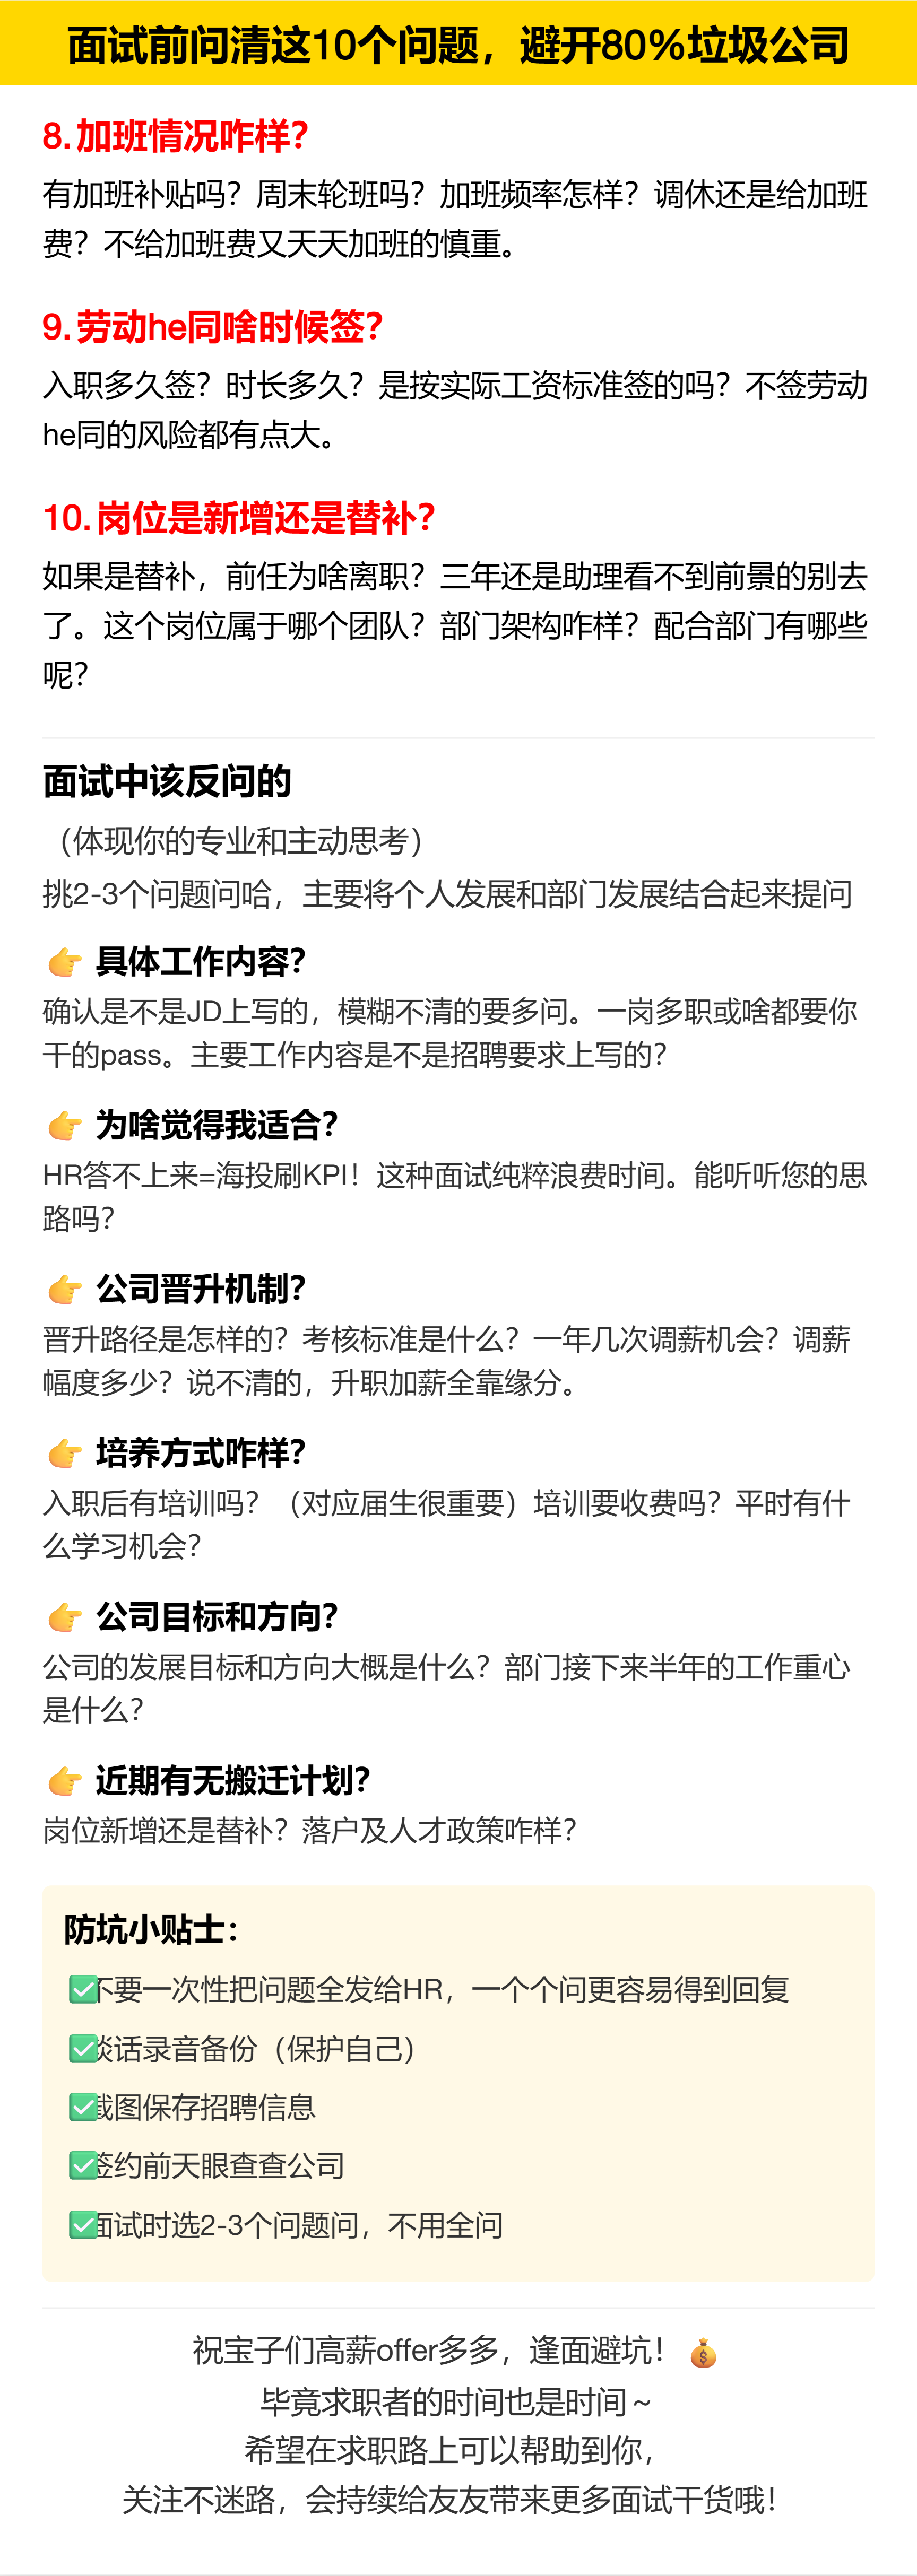 面试前问清这10个问题，避开80%垃圾公司
8. 加班情况咋样？
有加班补贴吗？周末轮班吗？加班频率怎样？调休还是给加班
费？不给加班费又天天加班的慎重。
9. 劳动he同啥时候签？
入职多久签？时长多久？是按实际工资标准签的吗？不签劳动
he同的风险都有点大。
10. 岗位是新增还是替补？
如果是替补，前任为啥离职？三年还是助理看不到前景的别去
了。这个岗位属于哪个团队？部门架构咋样？配合部门有哪些
呢？
面试中该反问的
（体现你的专业和主动思考）
挑2-3个问题问哈，主要将个人发展和部门发展结合起来提问
👉 具体工作内容？
确认是不是JD上写的，模糊不清的要多问。一岗多职或啥都要你
干的pass。主要工作内容是不是招聘要求上写的？
👉 为啥觉得我适合？
HR答不上来=海投刷KPI！这种面试纯粹浪费时间。能听听您的思
路吗？
👉 公司晋升机制？
晋升路径是怎样的？考核标准是什么？一年几次调薪机会？调薪
幅度多少？说不清的，升职加薪全靠缘分。
👉 培养方式咋样？
入职后有培训吗？（对应届生很重要）培训要收费吗？平时有什
么学习机会？
👉 公司目标和方向？
公司的发展目标和方向大概是什么？部门接下来半年的工作重心
是什么？
👉 近期有无搬迁计划？
岗位新增还是替补？落户及人才政策咋样？
防坑小贴士：
✅不要一次性把问题全发给HR，一个个问更容易得到回复
✅谈话录音备份（保护自己）
✅截图保存招聘信息
✅签约前天眼查查公司
✅面试时选2-3个问题问，不用全问
祝宝子们高薪offer多多，逢面避坑！💰
毕竟求职者的时间也是时间～
希望在求职路上可以帮助到你，
关注不迷路，会持续给友友带来更多面试干货哦！